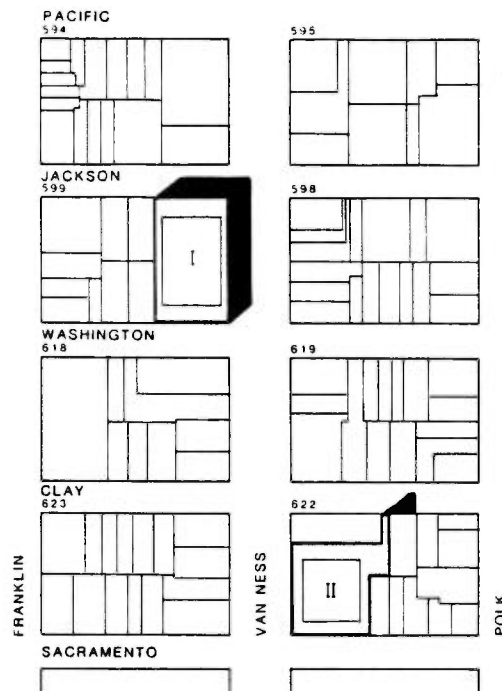 PACIFIC
594
595
JACKSON
599
598
I
WASHINGTON
618
619
CLAY
623
622
II
FRANKLIN
VAN NESS
POLK
SACRAMENTO